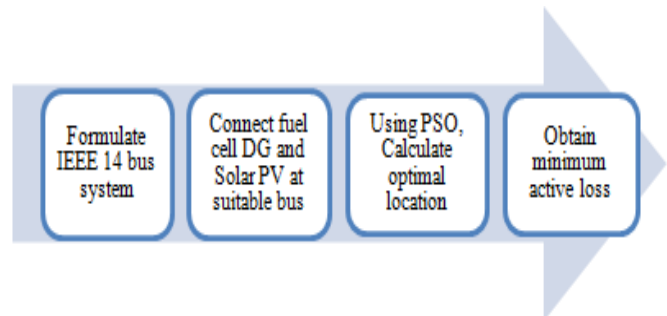 Formulate
IEEE 14 bus
system
Connect fuel
cell DG and
Solar PV at
suitable bus
Using PSO,
Calculate
optimal
location
Obtain
minimum
active loss